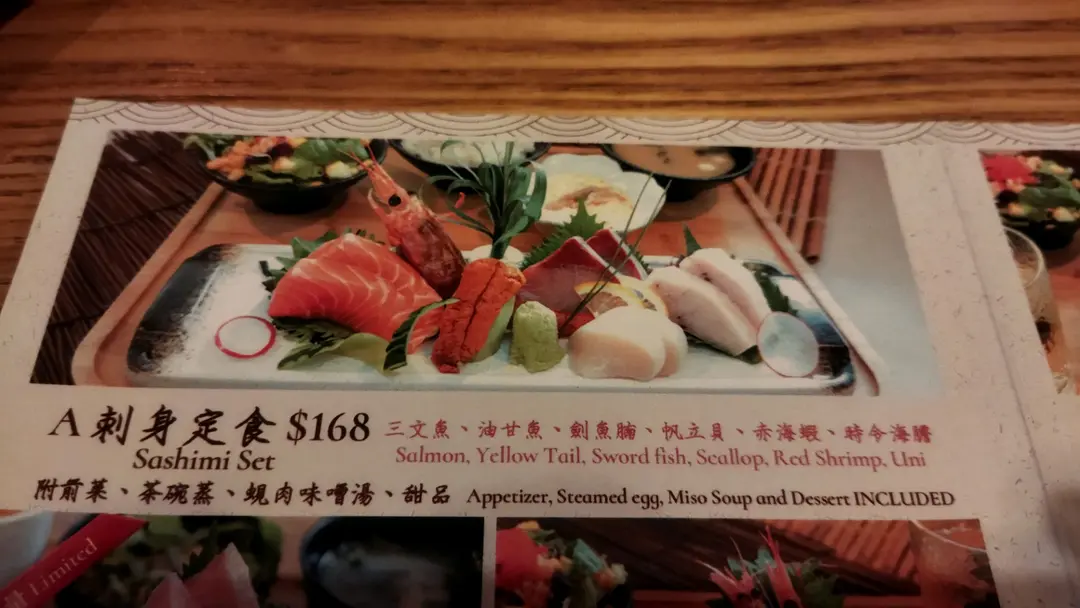 A 刺身定食 $168
Sashimi Set
三文魚、油甘魚、劍魚腩、帆立貝、赤海蝦、時令海膽
Salmon, Yellow Tail, Sword fish, Scallop, Red Shrimp, Uni
附前菜、茶碗蒸、蜆肉味噌湯、甜品 Appetizer, Steamed egg, Miso Soup and Dessert INCLUDED
Limited